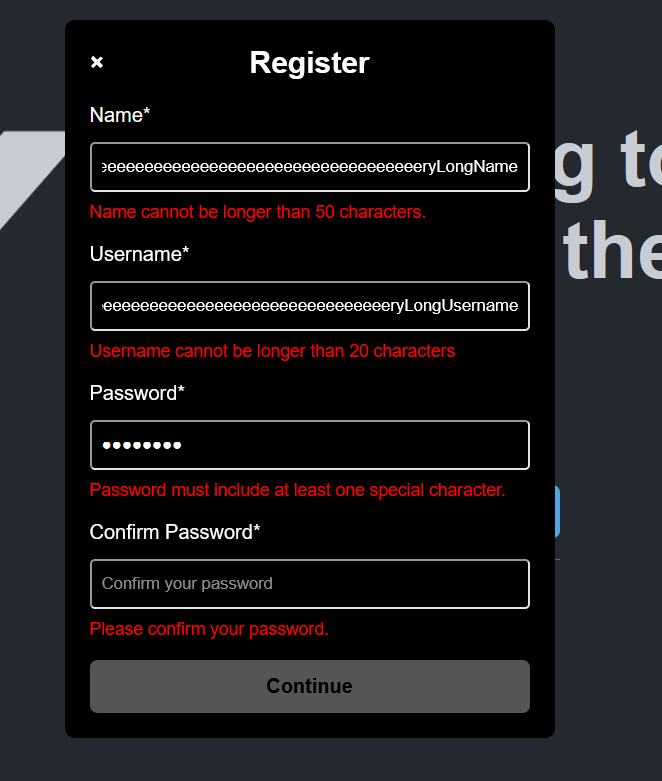 × Register
Name*
eeeeeeeeeeeeeeeeeeeeeeeeeeeeeeeeeeeryLongName
Name cannot be longer than 50 characters.
Username*
eeeeeeeeeeeeeeeeeeeeeeeeeeeeeeeryLongUsername
Username cannot be longer than 20 characters
Password*
••••••••
Password must include at least one special character.
Confirm Password*
Confirm your password
Please confirm your password.
Continue
g to
the